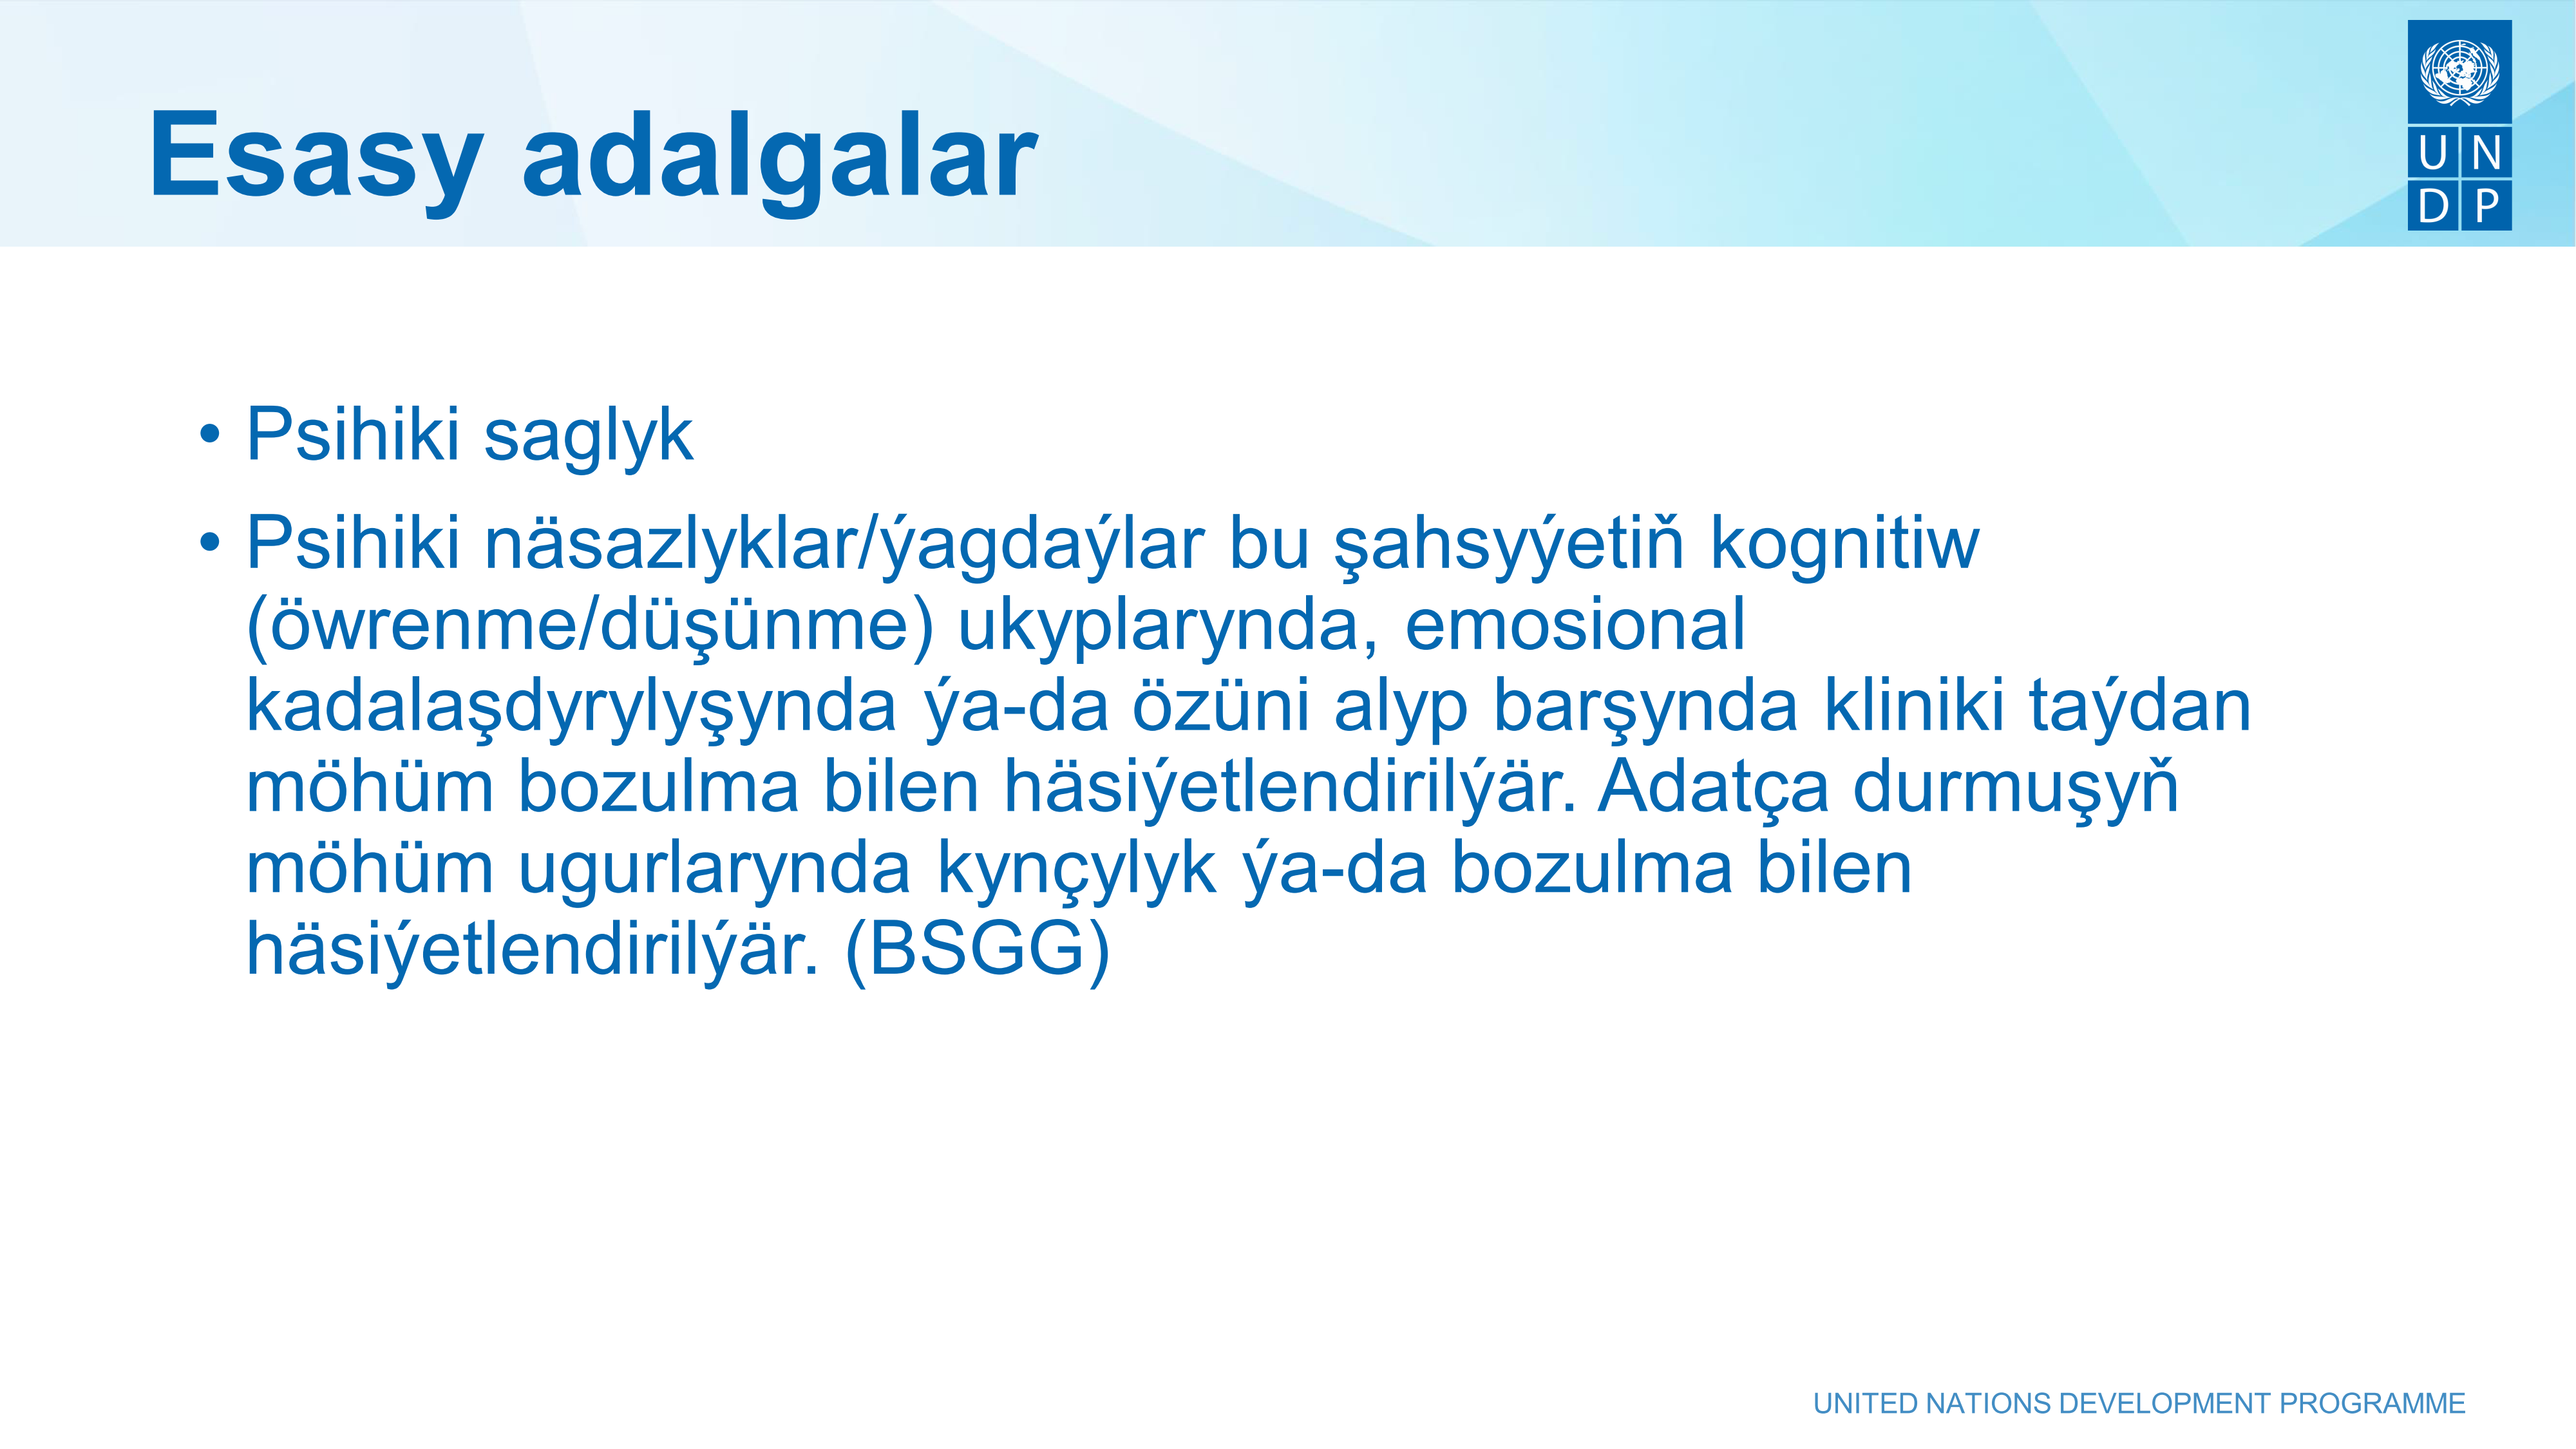 Esasy adalgalar
U N
D P
• Psihiki saglyk
• Psihiki näsazlyklar/ýagdaýlar bu şahsyýetiň kognitiw
(öwrenme/düşünme) ukyplarynda, emosional
kadalaşdyrylyşynda ýa-da özüni alyp barşynda kliniki taýdan
möhüm bozulma bilen häsiýetlendirilýär. Adatça durmuşyň
möhüm ugurlarynda kynçylyk ýa-da bozulma bilen
häsiýetlendirilýär. (BSGG)
UNITED NATIONS DEVELOPMENT PROGRAMME